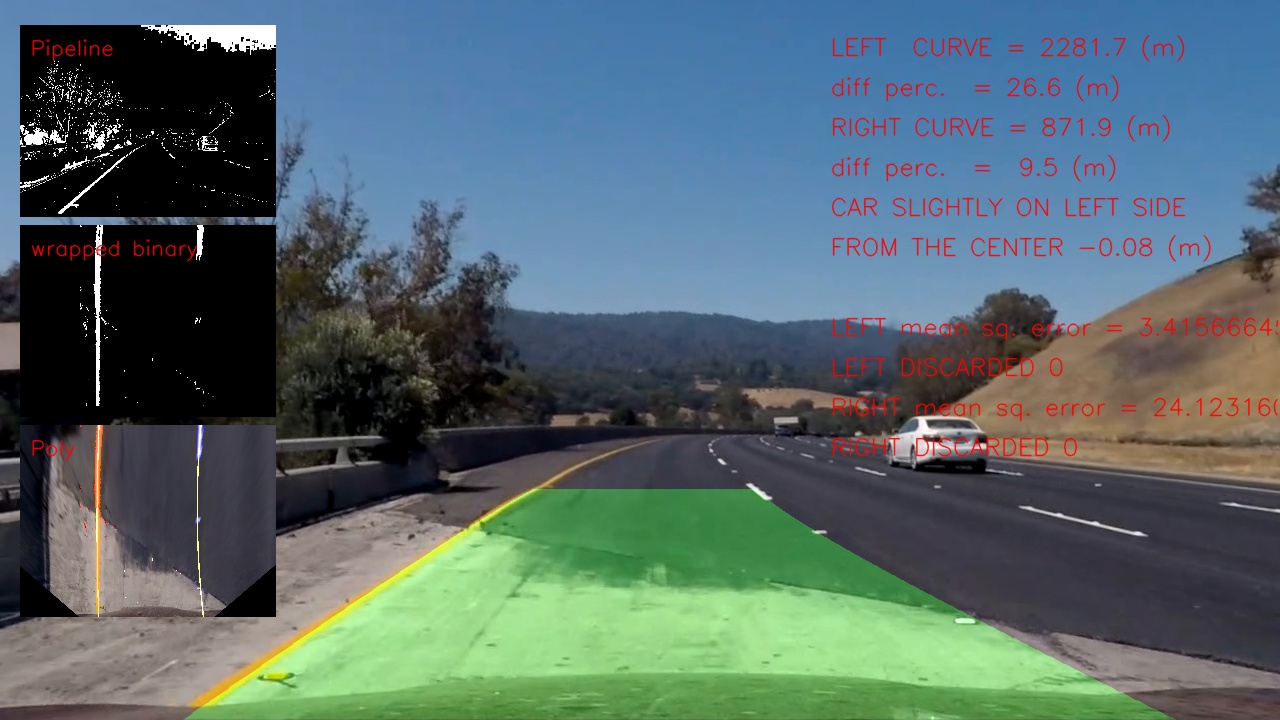 Pipeline
wrapped binary
Poly
LEFT CURVE = 2281.7 (m)
diff perc. = 26.6 (m)
RIGHT CURVE = 871.9 (m)
diff perc. = 9.5 (m)
CAR SLIGHTLY ON LEFT SIDE
FROM THE CENTER -0.08 (m)
LEFT mean sq. error = 3.4156664
LEFT DISCARDED 0
RIGHT mean sq. error = 24.12316
RIGHT DISCARDED 0